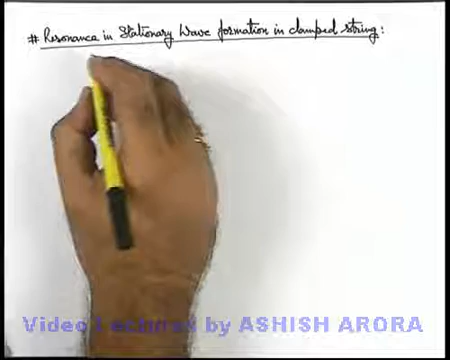 # Resonance in Stationary Wave formation in clamped string:
Video Lectures by ASHISH ARORA